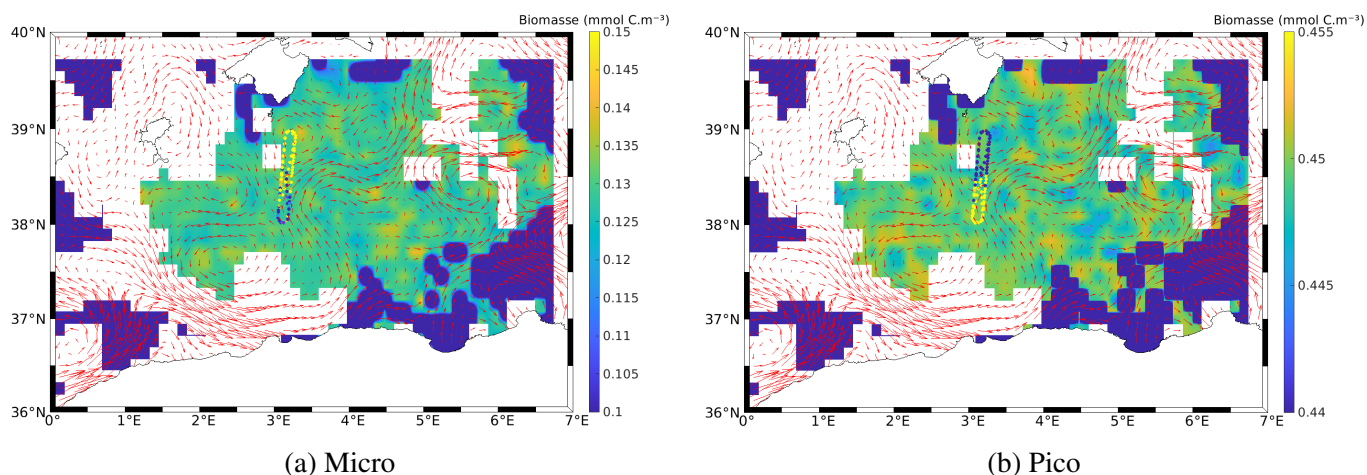 Biomasse (mmol C.m⁻³)
40°N
39°N
38°N
37°N
36°N
0°
1°E
2°E
3°E
4°E
5°E
6°E
7°E
0.15
0.145
0.14
0.135
0.13
0.125
0.12
0.115
0.11
0.105
0.1
(a) Micro
Biomasse (mmol C.m⁻³)
40°N
39°N
38°N
37°N
36°N
0°
1°E
2°E
3°E
4°E
5°E
6°E
7°E
0.455
0.45
0.445
0.44
(b) Pico